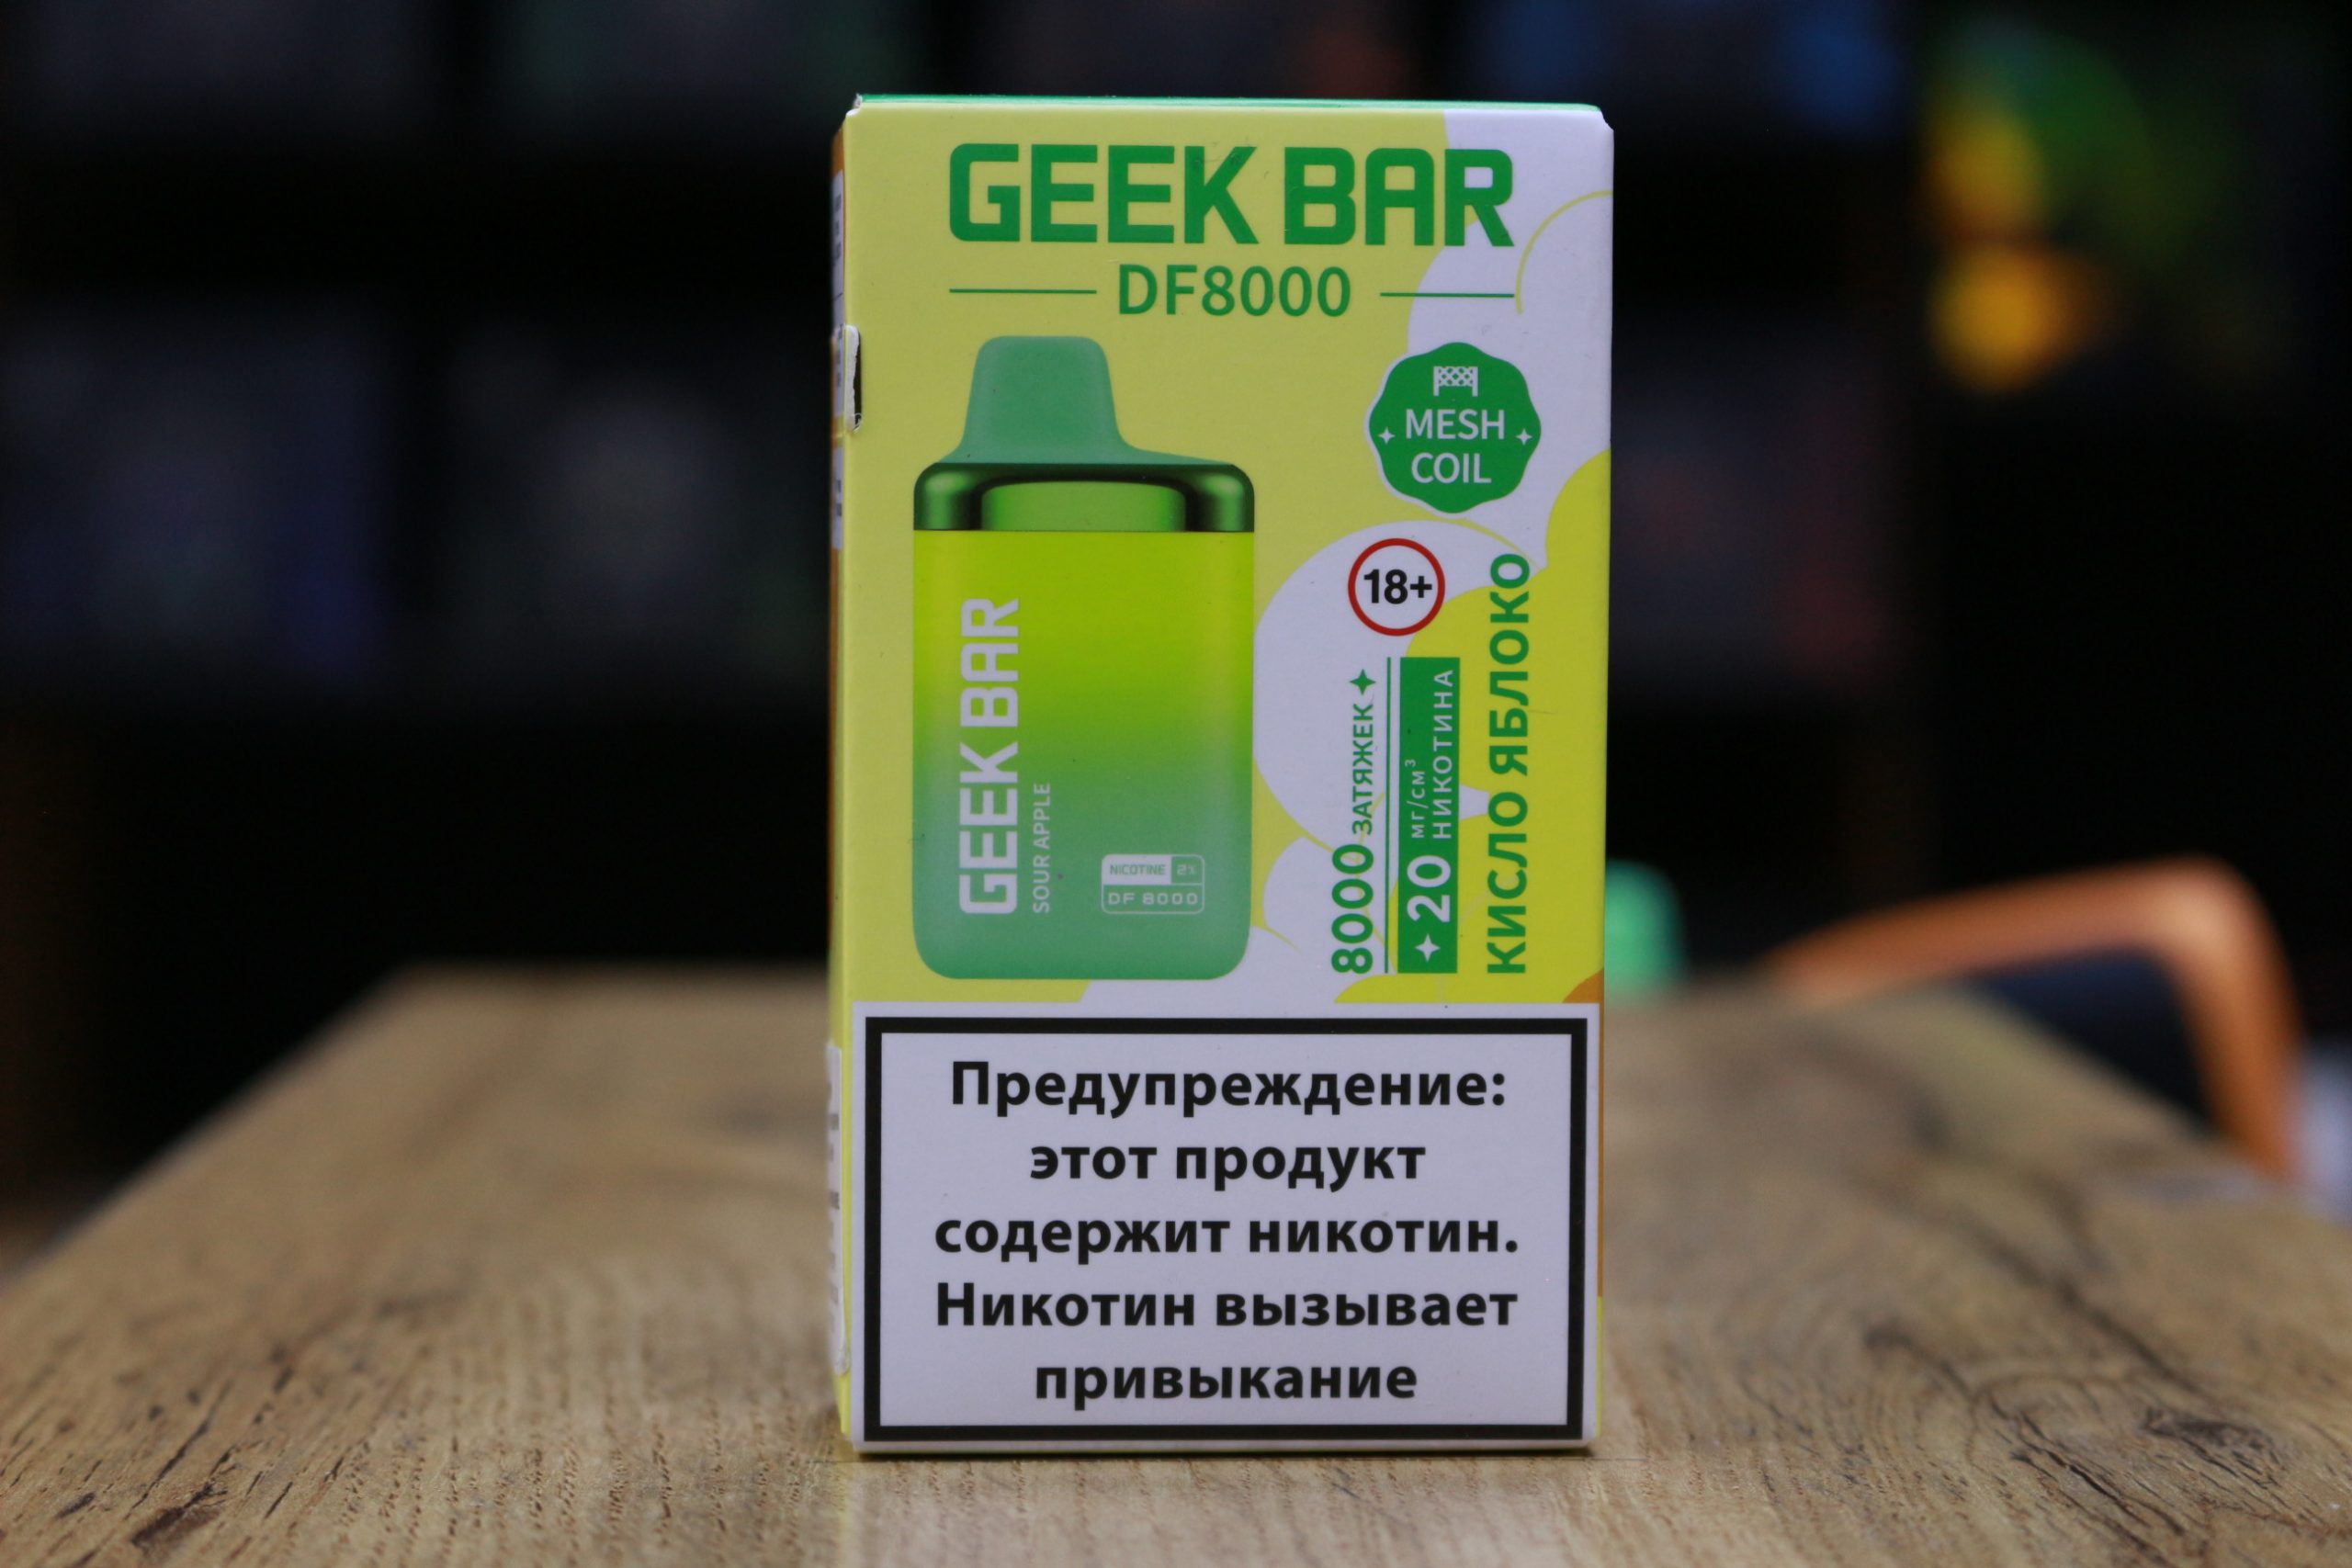 GEEK BAR
DF8000
MESH
COIL
18+
GEEK BAR
SOUR APPLE
NICOTINE 2%
DF 8000
8000 ЗАТЯЖЕК
20 мг/см³ НИКОТИНА
КИСЛО ЯБЛОКО
Предупреждение:
этот продукт
содержит никотин.
Никотин вызывает
привыкание